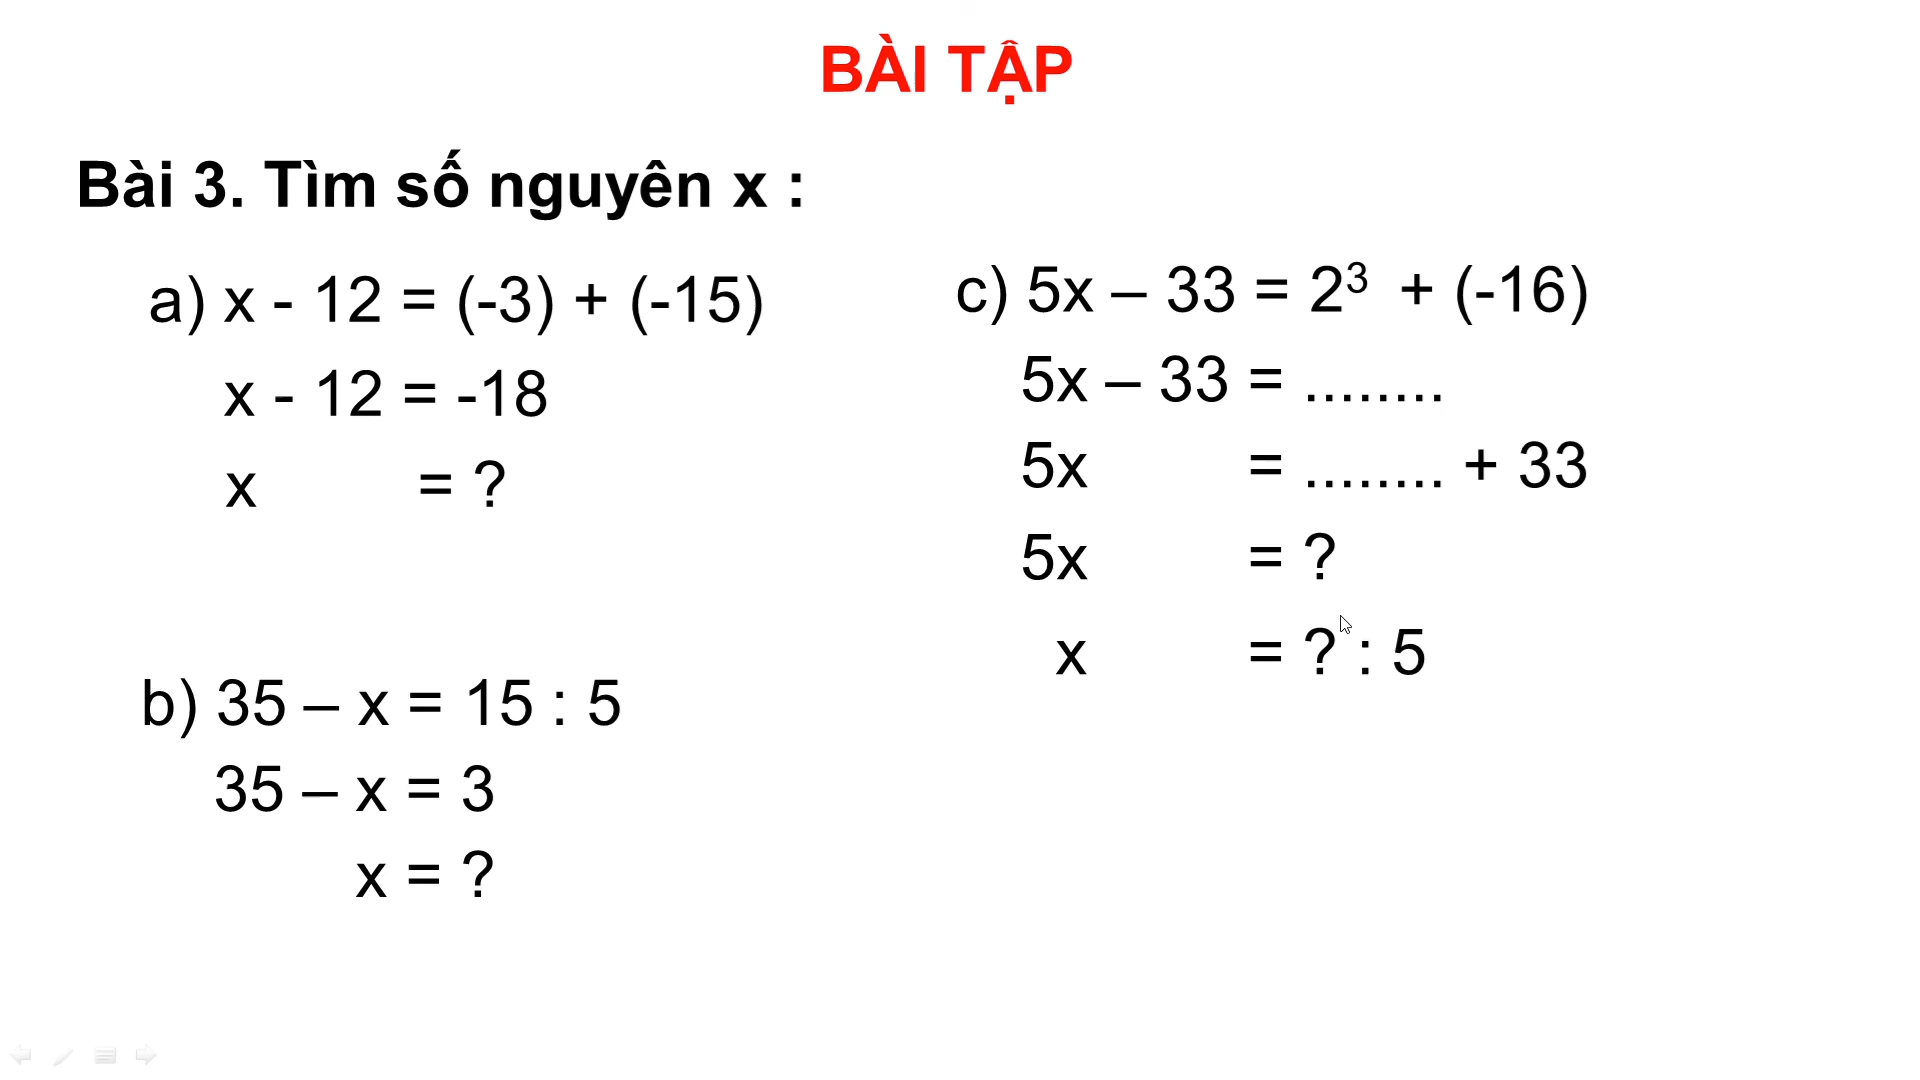 BÀI TẬP
Bài 3. Tìm số nguyên x :
a) x - 12 = (-3) + (-15)
x - 12 = -18
x = ?
b) 35 – x = 15 : 5
35 – x = 3
x = ?
c) 5x – 33 = 2³ + (-16)
5x – 33 = ........
5x = ........ + 33
5x = ?
x = ? : 5